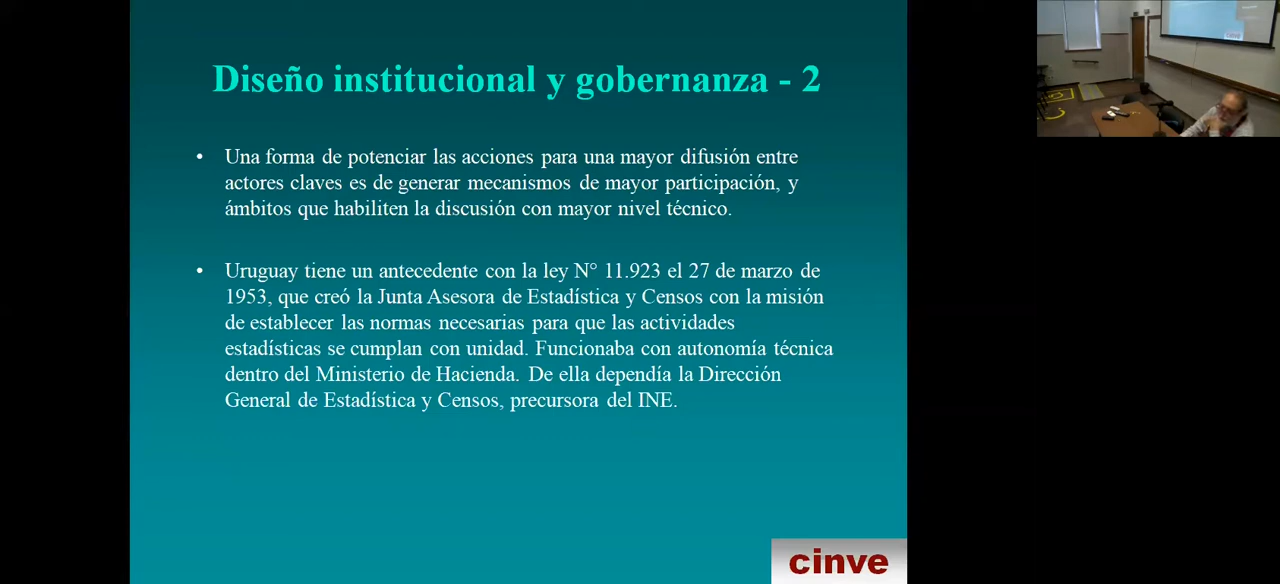 Diseño institucional y gobernanza - 2
• Una forma de potenciar las acciones para una mayor difusión entre
actores claves es de generar mecanismos de mayor participación, y
ámbitos que habiliten la discusión con mayor nivel técnico.
• Uruguay tiene un antecedente con la ley N° 11.923 el 27 de marzo de
1953, que creó la Junta Asesora de Estadística y Censos con la misión
de establecer las normas necesarias para que las actividades
estadísticas se cumplan con unidad. Funcionaba con autonomía técnica
dentro del Ministerio de Hacienda. De ella dependía la Dirección
General de Estadística y Censos, precursora del INE.
cinve
cinve